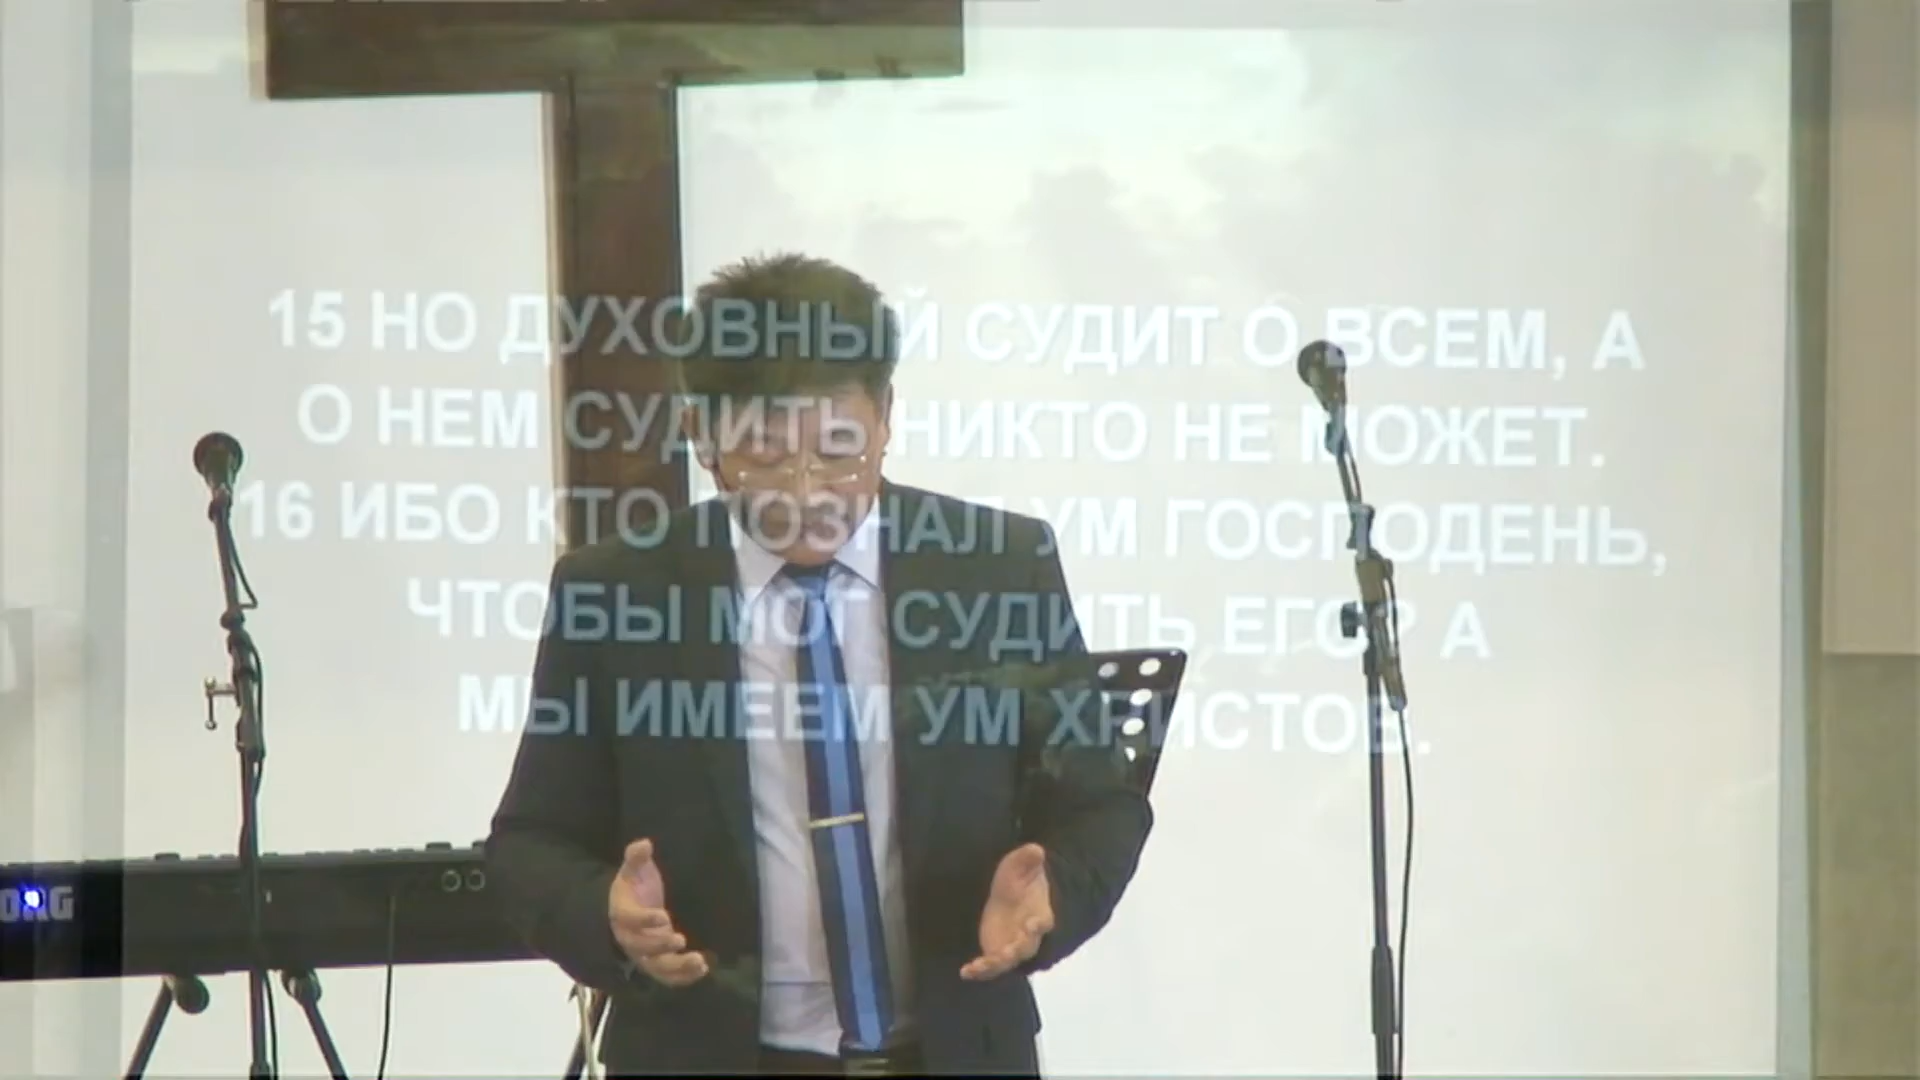 15 НО ДУХОВНЫЙ СУДИТ О ВСЕМ, А
О НЕМ СУДИТЬ НИКТО НЕ МОЖЕТ.
16 ИБО КТО ПОЗНАЛ УМ ГОСПОДЕНЬ,
ЧТОБЫ МОГ СУДИТЬ ЕГО? А
МЫ ИМЕЕМ УМ ХРИСТОВ.
KORG